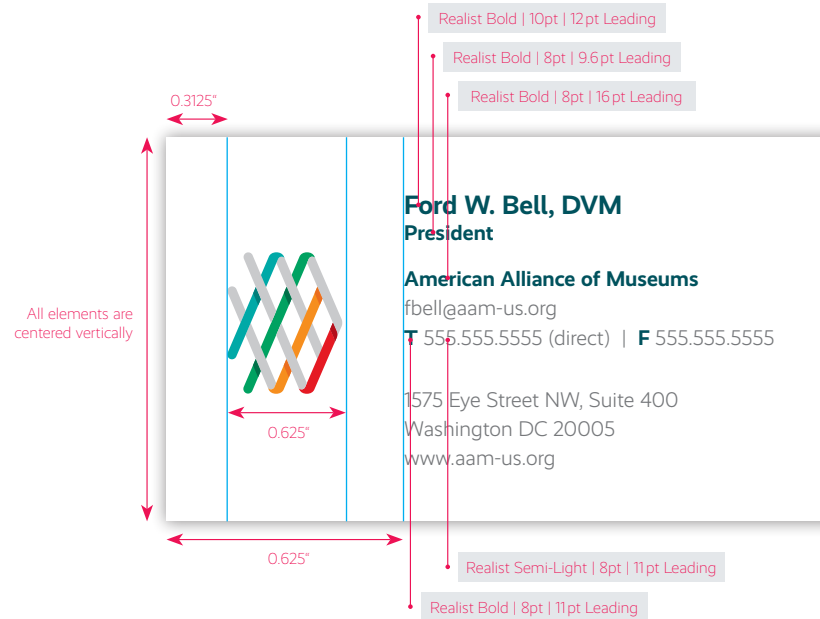 Realist Bold | 10pt | 12pt Leading
Realist Bold | 8pt | 9.6pt Leading
Realist Bold | 8pt | 16pt Leading
0.3125"
Ford W. Bell, DVM
President
American Alliance of Museums
fbell@aam-us.org
T 555.555.5555 (direct) | F 555.555.5555
All elements are
centered vertically
1575 Eye Street NW, Suite 400
Washington DC 20005
www.aam-us.org
0.625"
0.625"
Realist Semi-Light | 8pt | 11pt Leading
Realist Bold | 8pt | 11pt Leading